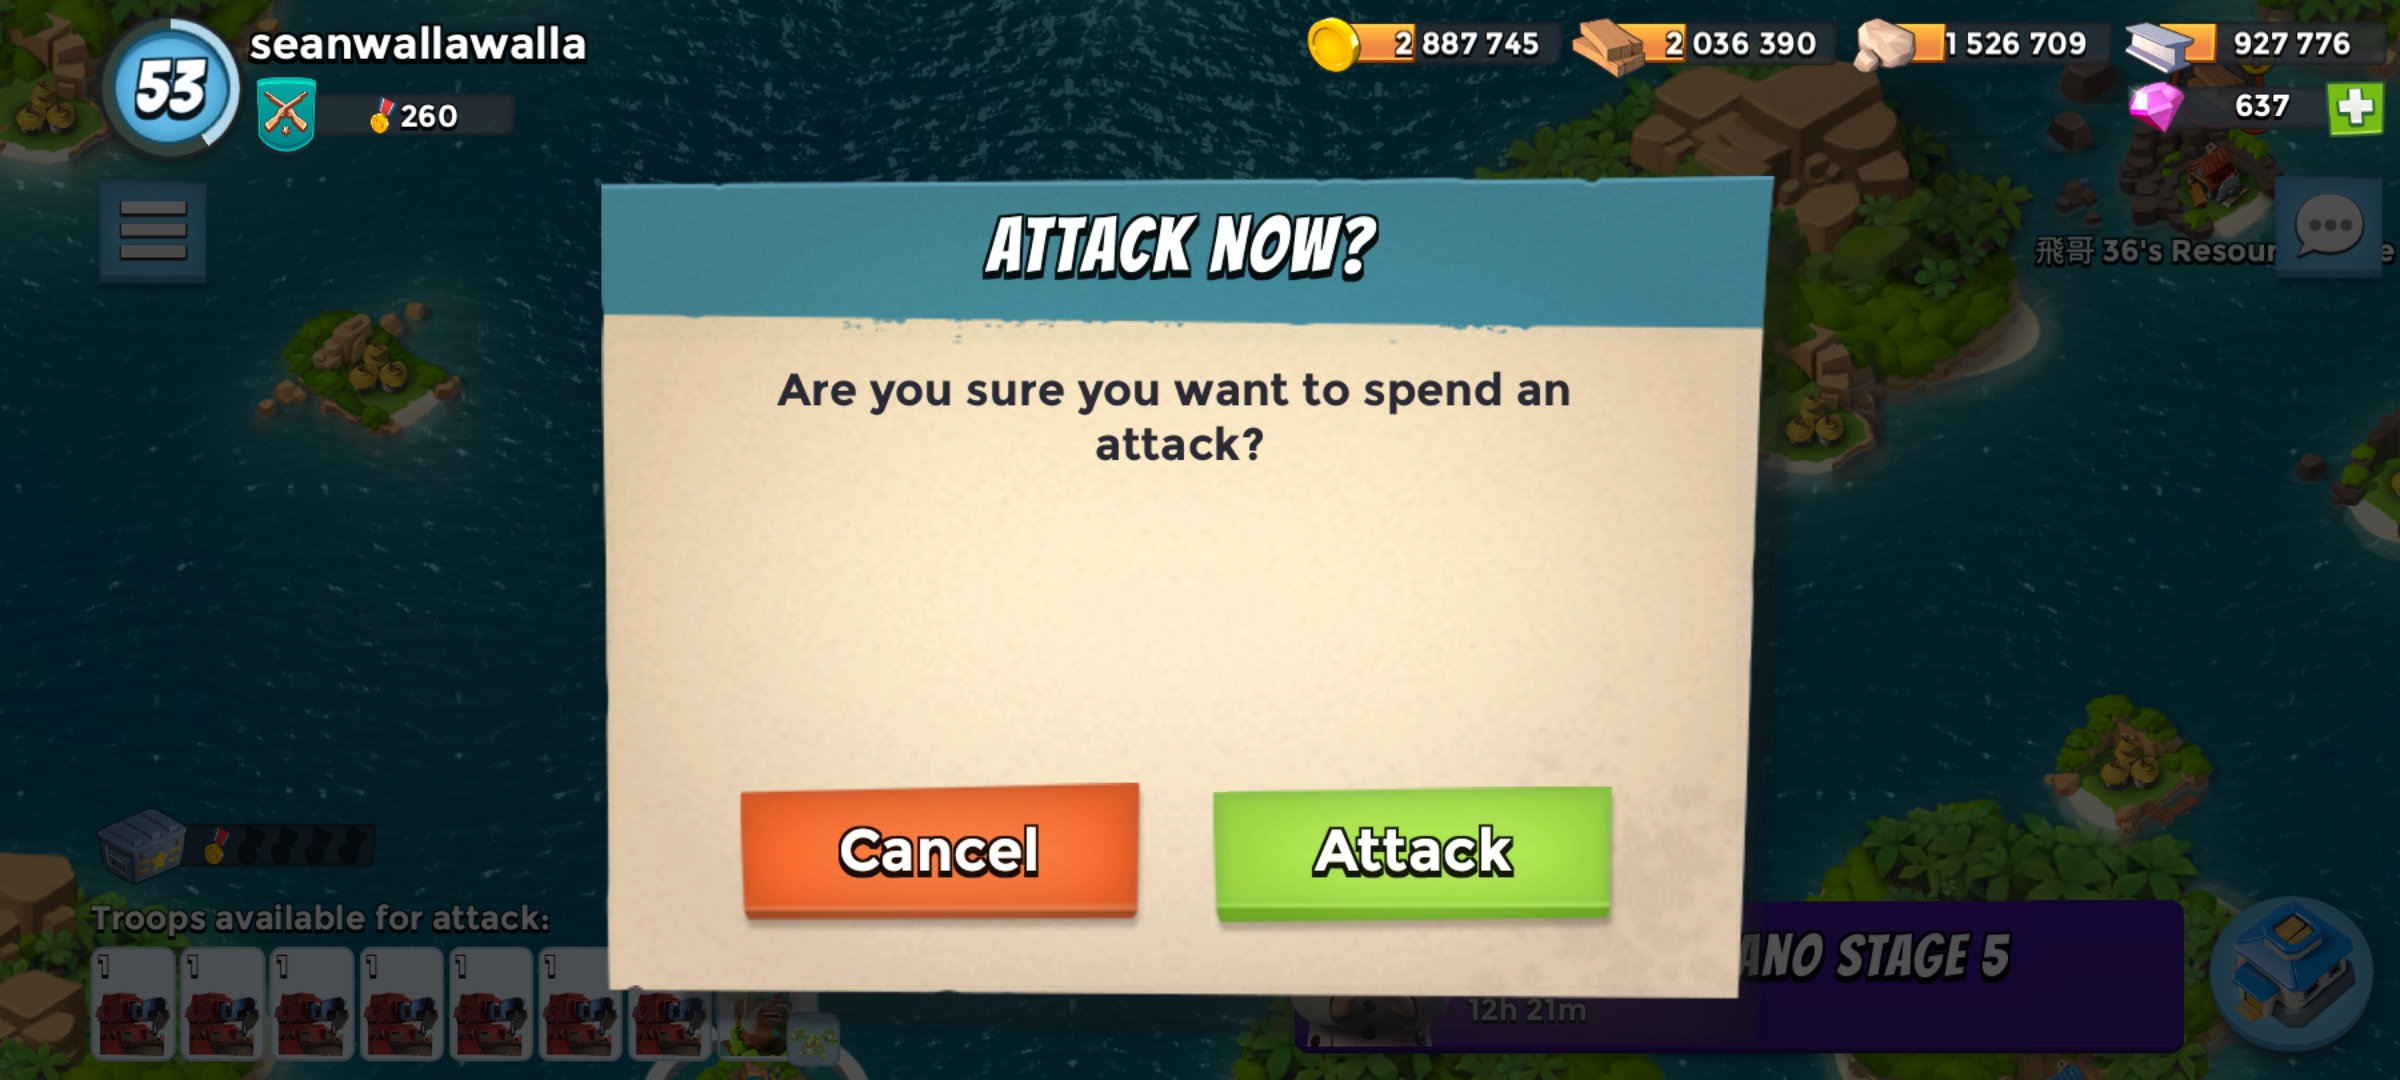 53
seanwallawalla
260
2 887 745
2 036 390
1 526 709
927 776
637
飛哥 36's Resour
ATTACK NOW?
Are you sure you want to spend an
attack?
Cancel
Attack
Troops available for attack:
1 1 1 1 1 1
ANO STAGE 5
12h 21m